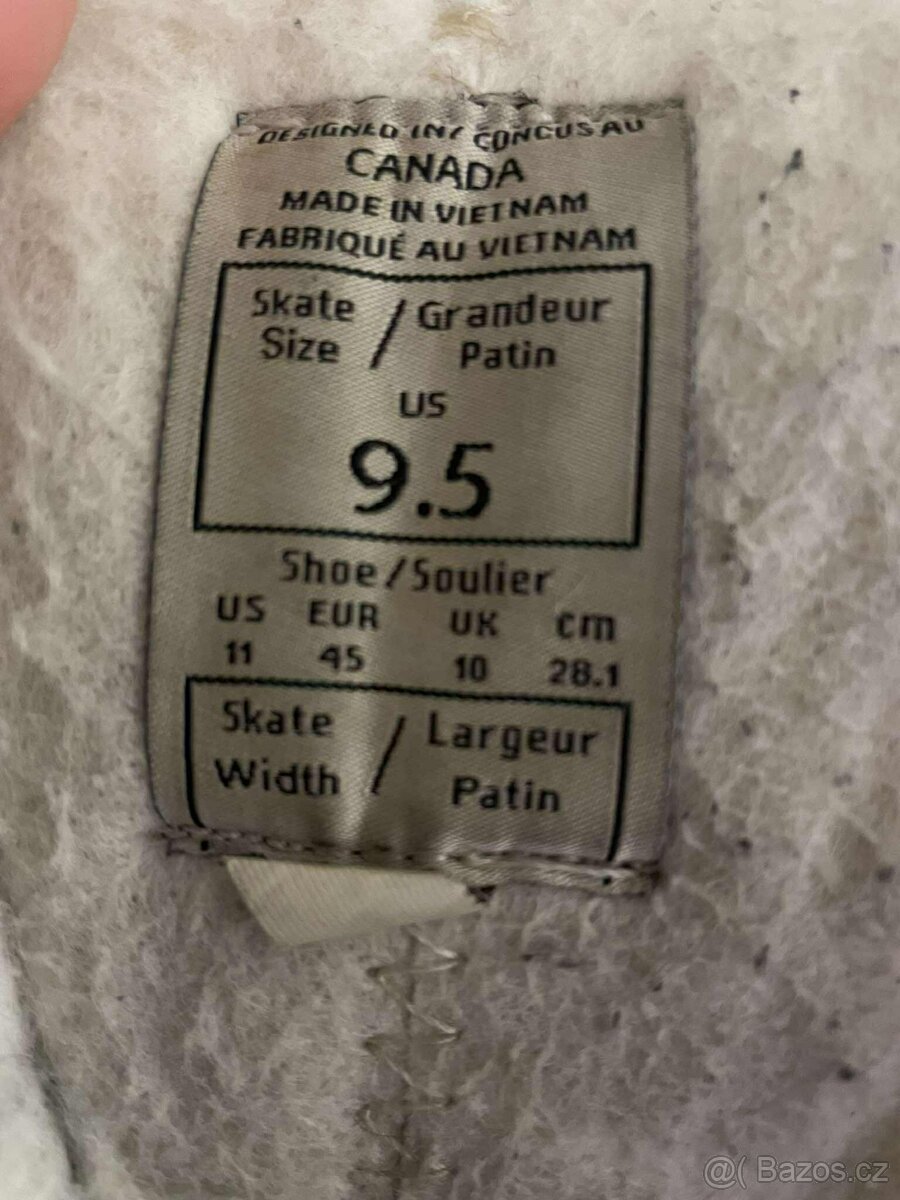 DESIGNED IN/ CONCUS AU
CANADA
MADE IN VIETNAM
FABRIQUÉ AU VIETNAM
Skate / Grandeur
Size Patin
US
9.5
Shoe/Soulier
US EUR UK cm
11 45 10 28.1
Skate / Largeur
Width Patin
@( Bazos.cz